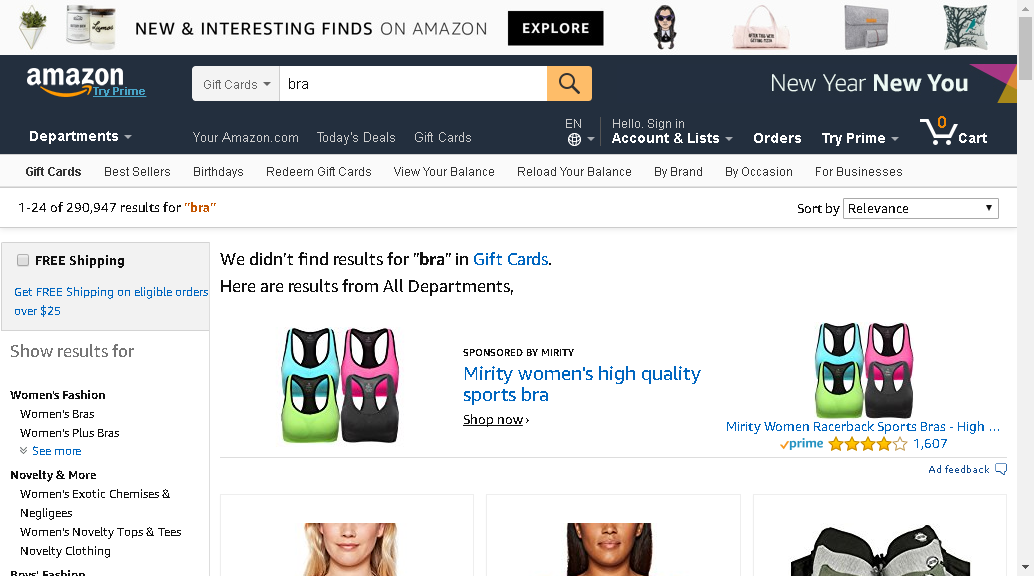 NEW & INTERESTING FINDS ON AMAZON
EXPLORE
amazon
Try Prime
Gift Cards
bra
New Year New You
Departments
Your Amazon.com
Today's Deals
Gift Cards
EN
Hello. Sign in
Account & Lists
Orders
Try Prime
0
Cart
Gift Cards
Best Sellers
Birthdays
Redeem Gift Cards
View Your Balance
Reload Your Balance
By Brand
By Occasion
For Businesses
1-24 of 290,947 results for "bra"
Sort by
Relevance
FREE Shipping
Get FREE Shipping on eligible orders
over $25
Show results for
Women's Fashion
Women's Bras
Women's Plus Bras
See more
Novelty & More
Women's Exotic Chemises &
Negligees
Women's Novelty Tops & Tees
Novelty Clothing
Boys' Fashion
We didn't find results for "bra" in Gift Cards.
Here are results from All Departments,
SPONSORED BY MIRITY
Mirity women's high quality
sports bra
Shop now ›
Mirity Women Racerback Sports Bras - High ...
prime
1,607
Ad feedback